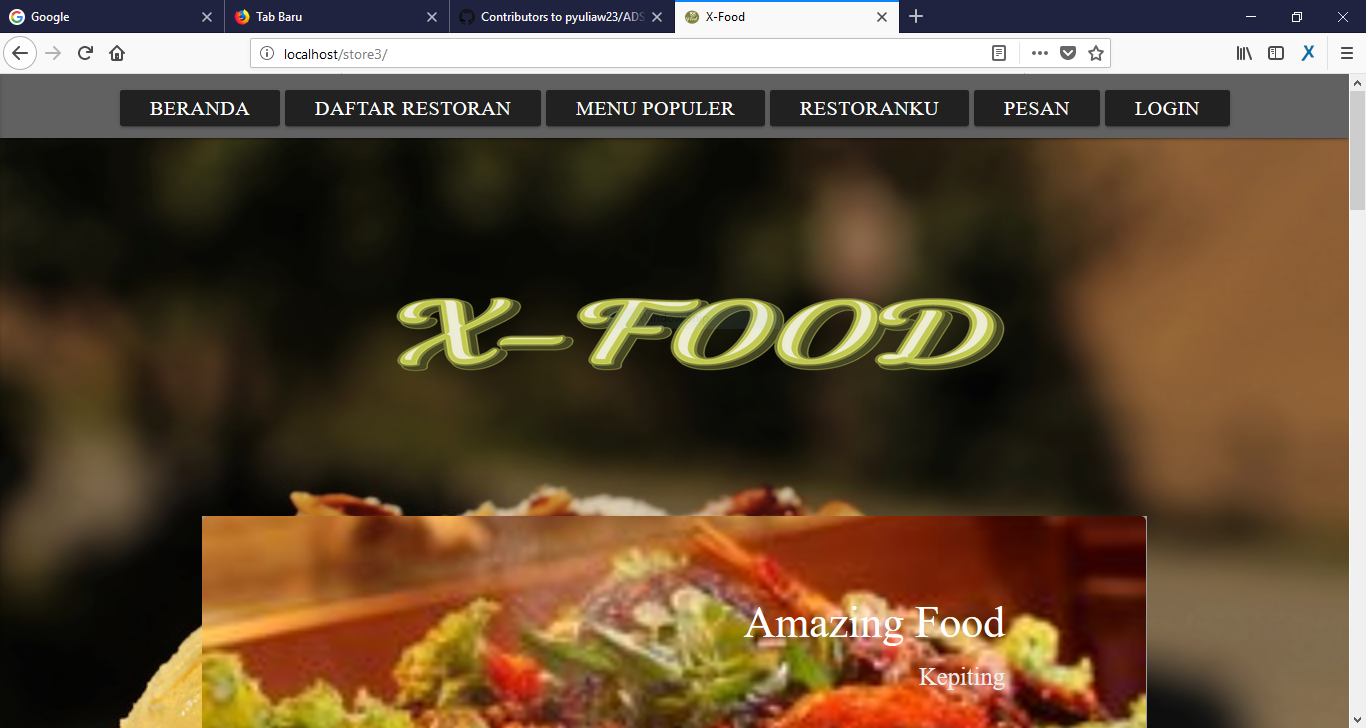 Google
Tab Baru
Contributors to pyuliaw23/ADS
X-Food
localhost/store3/
BERANDA
DAFTAR RESTORAN
MENU POPULER
RESTORANKU
PESAN
LOGIN
X-FOOD
Amazing Food
Kepiting